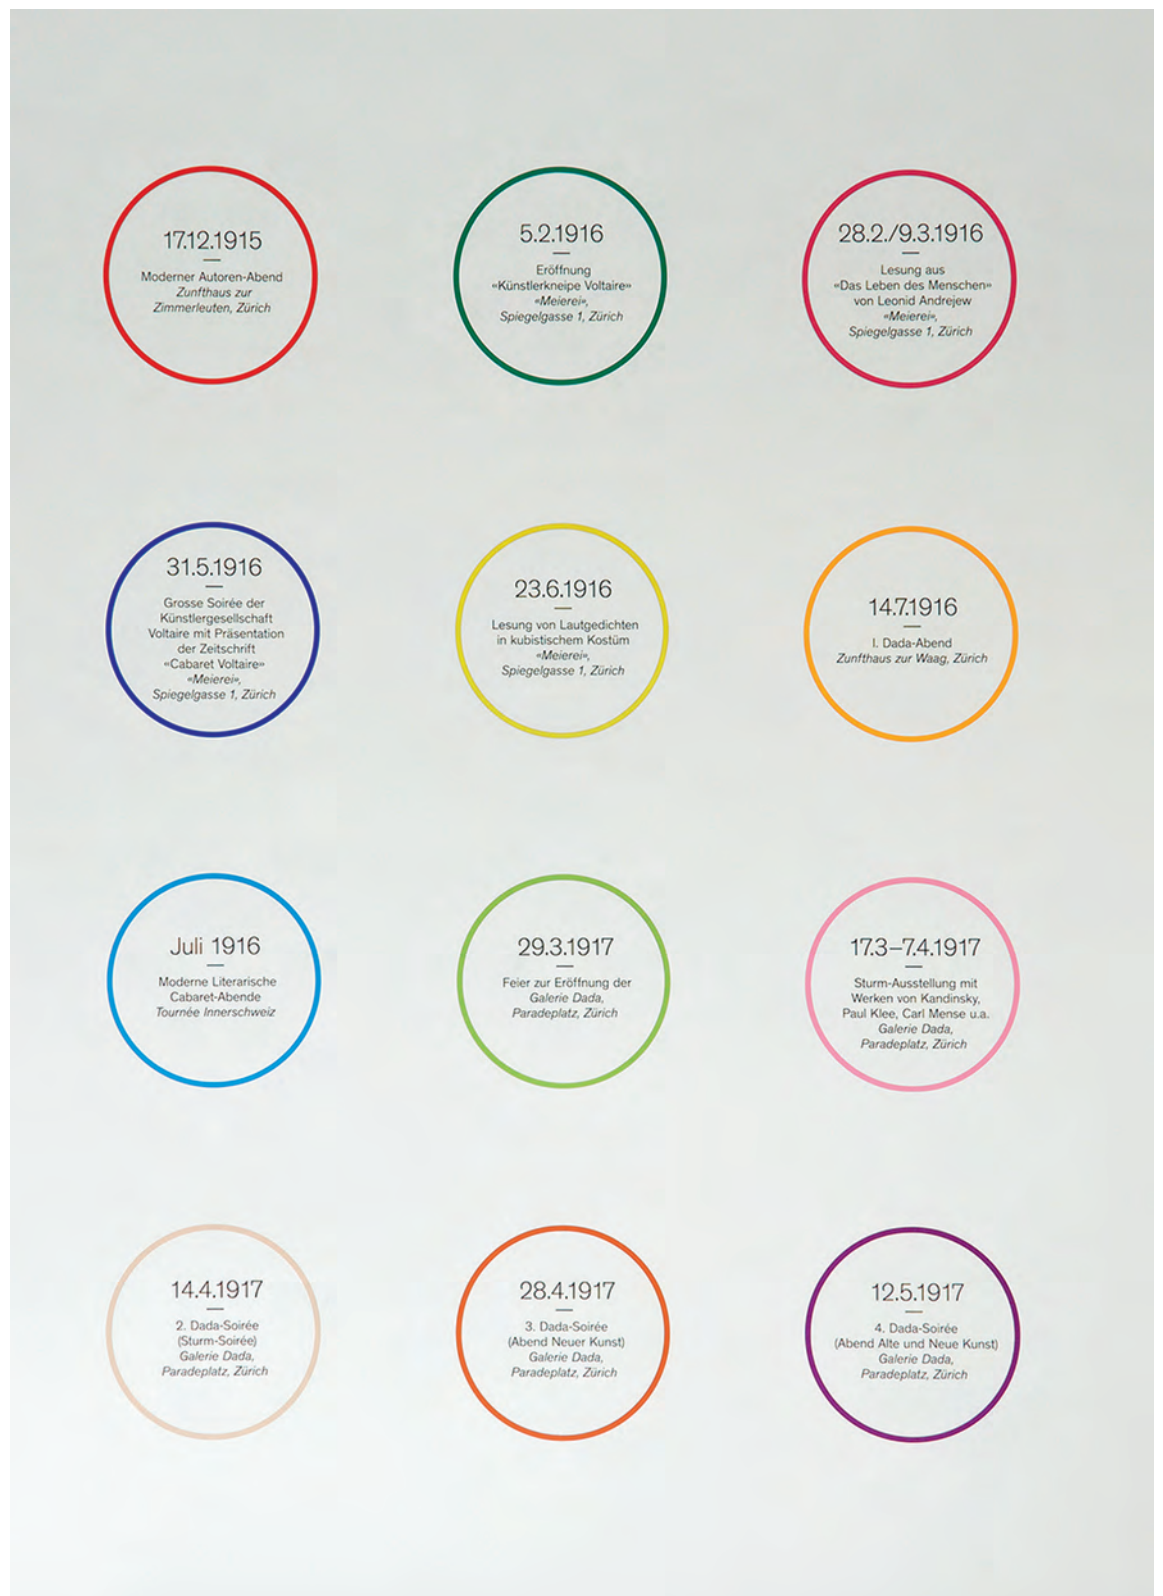 17.12.1915
Moderner Autoren-Abend
Zunfthaus zur
Zimmerleuten, Zürich
5.2.1916
Eröffnung
«Künstlerkneipe Voltaire»
«Meierei»,
Spiegelgasse 1, Zürich
28.2./9.3.1916
Lesung aus
«Das Leben des Menschen»
von Leonid Andrejew
«Meierei»,
Spiegelgasse 1, Zürich
31.5.1916
Grosse Soirée der
Künstlergesellschaft
Voltaire mit Präsentation
der Zeitschrift
«Cabaret Voltaire»
«Meierei»,
Spiegelgasse 1, Zürich
23.6.1916
Lesung von Lautgedichten
in kubistischem Kostüm
«Meierei»,
Spiegelgasse 1, Zürich
14.7.1916
I. Dada-Abend
Zunfthaus zur Waag, Zürich
Juli 1916
Moderne Literarische
Cabaret-Abende
Tournée Innerschweiz
29.3.1917
Feier zur Eröffnung der
Galerie Dada,
Paradeplatz, Zürich
17.3–7.4.1917
Sturm-Ausstellung mit
Werken von Kandinsky,
Paul Klee, Carl Mense u.a.
Galerie Dada,
Paradeplatz, Zürich
14.4.1917
2. Dada-Soirée
(Sturm-Soirée)
Galerie Dada,
Paradeplatz, Zürich
28.4.1917
3. Dada-Soirée
(Abend Neuer Kunst)
Galerie Dada,
Paradeplatz, Zürich
12.5.1917
4. Dada-Soirée
(Abend Alte und Neue Kunst)
Galerie Dada,
Paradeplatz, Zürich